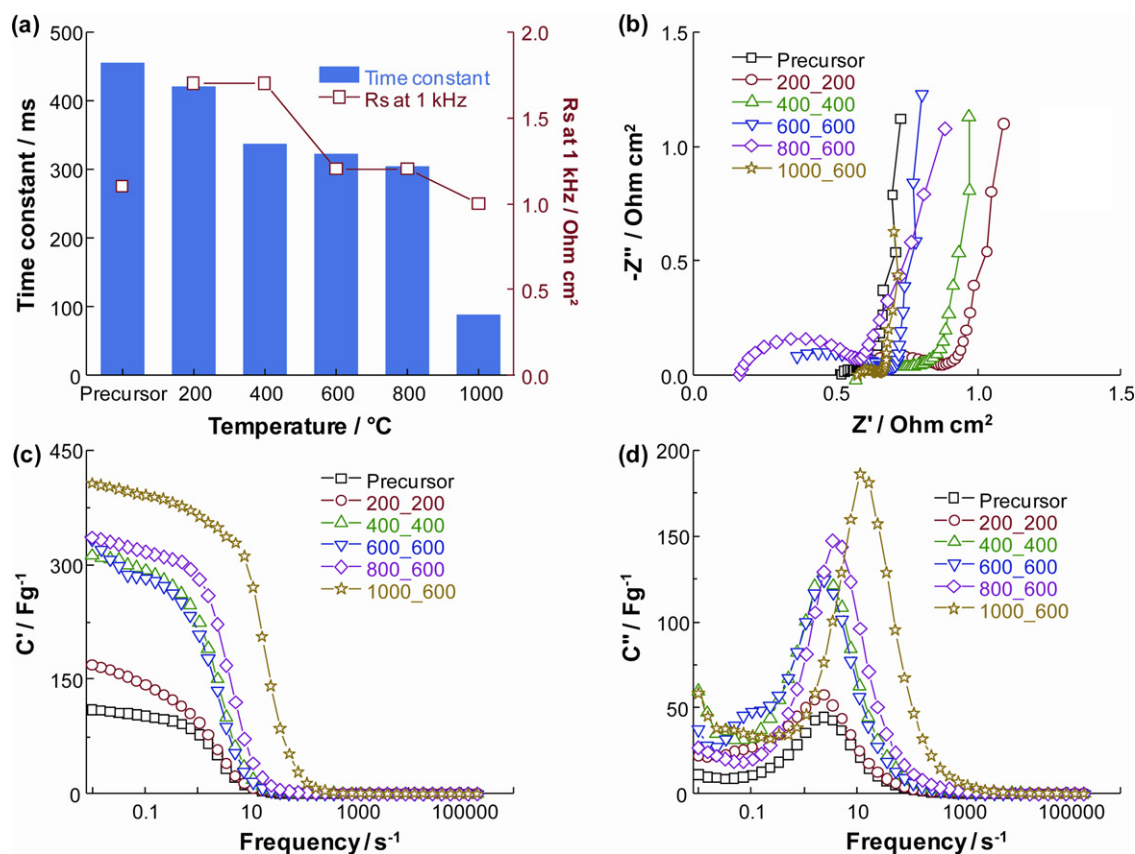 (a)
500
400
300
200
100
0
Time constant / ms
Time constant
Rs at 1 kHz
2.0
1.5
1.0
0.5
0.0
Rs at 1 kHz / Ohm cm²
Precursor 200 400 600 800 1000
Temperature / °C
(b)
1.5
1.0
0.5
0.0
-Z'' / Ohm cm²
Precursor
200_200
400_400
600_600
800_600
1000_600
0.0 0.5 1.0 1.5
Z' / Ohm cm²
(c)
450
300
150
0
C' / Fg⁻¹
Precursor
200_200
400_400
600_600
800_600
1000_600
0.1 10 1000 100000
Frequency / s⁻¹
(d)
200
150
100
50
0
C'' / Fg⁻¹
Precursor
200_200
400_400
600_600
800_600
1000_600
0.1 10 1000 100000
Frequency / s⁻¹